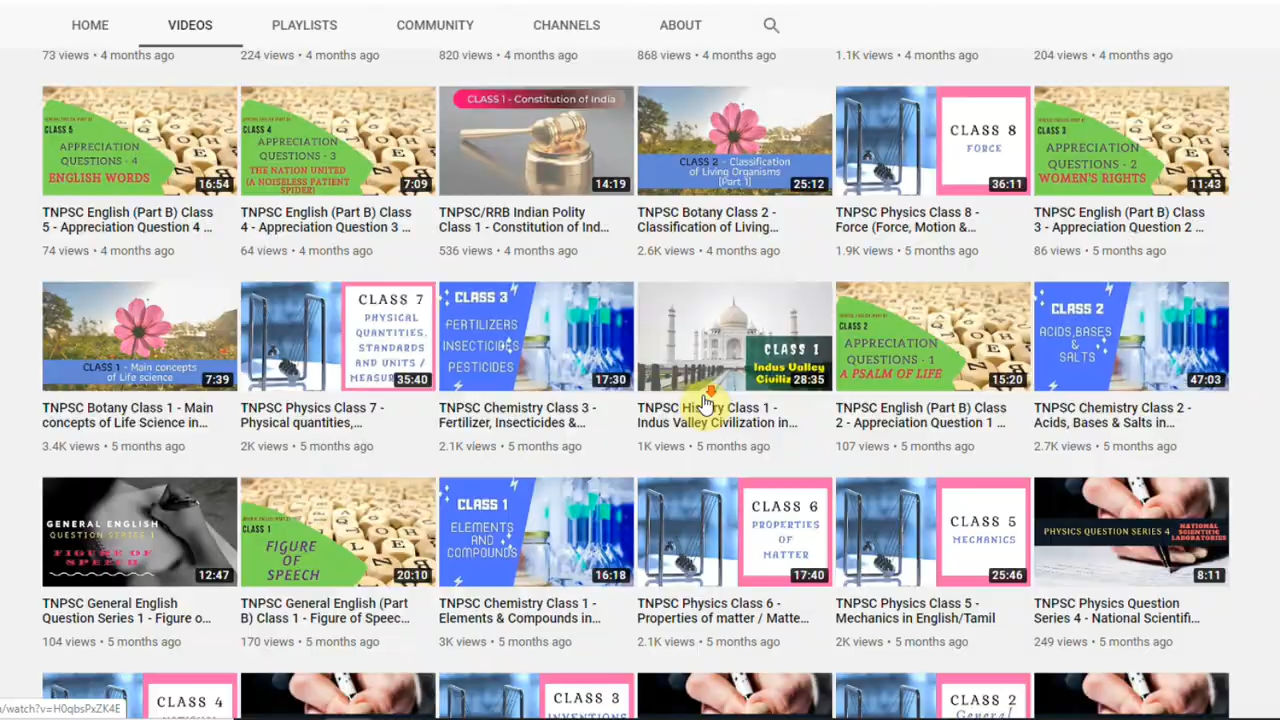 HOME VIDEOS PLAYLISTS COMMUNITY CHANNELS ABOUT
73 views • 4 months ago
224 views • 4 months ago
820 views • 4 months ago
868 views • 4 months ago
1.1K views • 4 months ago
204 views • 4 months ago
CLASS 5
APPRECIATION
QUESTIONS - 4
ENGLISH WORDS
16:54
TNPSC English (Part B) Class
5 - Appreciation Question 4 ...
74 views • 4 months ago
CLASS 4
APPRECIATION
QUESTIONS - 3
THE NATION UNITED
(A NOISELESS PATIENT
SPIDER)
7:09
TNPSC English (Part B) Class
4 - Appreciation Question 3 ...
64 views • 4 months ago
CLASS 1 - Constitution of India
14:19
TNPSC/RRB Indian Polity
Class 1 - Constitution of Ind...
536 views • 4 months ago
CLASS 2 - Classification
of Living Organisms
[Part 1]
25:12
TNPSC Botany Class 2 -
Classification of Living...
2.6K views • 4 months ago
CLASS 8
FORCE
36:11
TNPSC Physics Class 8 -
Force (Force, Motion &...
1.9K views • 5 months ago
CLASS 3
APPRECIATION
QUESTIONS - 2
WOMEN'S RIGHTS
11:43
TNPSC English (Part B) Class
3 - Appreciation Question 2 ...
86 views • 5 months ago
CLASS 1 - Main concepts
of Life science
7:39
TNPSC Botany Class 1 - Main
concepts of Life Science in...
3.4K views • 5 months ago
CLASS 7
PHYSICAL
QUANTITIES,
STANDARDS
AND UNITS /
35:40
TNPSC Physics Class 7 -
Physical quantities,...
2K views • 5 months ago
CLASS 3
FERTILIZERS
INSECTICIDES
PESTICIDES
17:30
TNPSC Chemistry Class 3 -
Fertilizer, Insecticides &...
2.1K views • 5 months ago
CLASS 1
Indus Valley
28:35
TNPSC History Class 1 -
Indus Valley Civilization in...
1K views • 5 months ago
CLASS 2
APPRECIATION
QUESTIONS - 1
A PSALM OF LIFE
15:20
TNPSC English (Part B) Class
2 - Appreciation Question 1 ...
107 views • 5 months ago
CLASS 2
ACIDS,BASES
&
SALTS
47:03
TNPSC Chemistry Class 2 -
Acids, Bases & Salts in...
2.7K views • 5 months ago
GENERAL ENGLISH
QUESTION SERIES 1
FIGURE OF
SPEECH
12:47
TNPSC General English
Question Series 1 - Figure o...
104 views • 5 months ago
CLASS 1
FIGURE
OF
SPEECH
20:10
TNPSC General English (Part
B) Class 1 - Figure of Speec...
170 views • 5 months ago
CLASS 1
ELEMENTS
AND
COMPOUNDS
16:18
TNPSC Chemistry Class 1 -
Elements & Compounds in...
3K views • 5 months ago
CLASS 6
PROPERTIES
OF
MATTER
17:40
TNPSC Physics Class 6 -
Properties of matter / Matte...
2.1K views • 5 months ago
CLASS 5
MECHANICS
25:46
TNPSC Physics Class 5 -
Mechanics in English/Tamil
2K views • 5 months ago
PHYSICS QUESTION SERIES 4
NATIONAL
SCIENTIFIC
LABORATORIES
8:11
TNPSC Physics Question
Series 4 - National Scientifi...
249 views • 5 months ago
CLASS 4
CLASS 3
INVENTIONS
CLASS 2
General
/watch?v=H0qbsPxZK4E